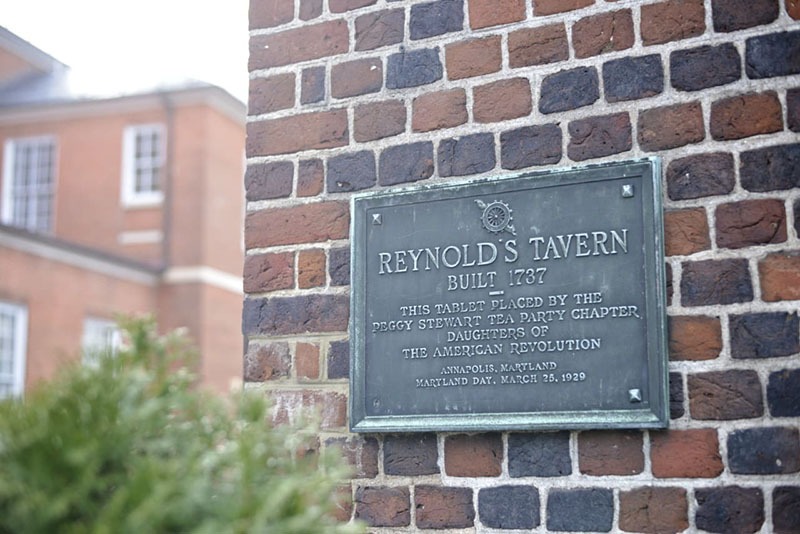 REYNOLD'S TAVERN
BUILT 1737
THIS TABLET PLACED BY THE
PEGGY STEWART TEA PARTY CHAPTER
DAUGHTERS OF
THE AMERICAN REVOLUTION
ANNAPOLIS, MARYLAND
MARYLAND DAY, MARCH 25, 1929